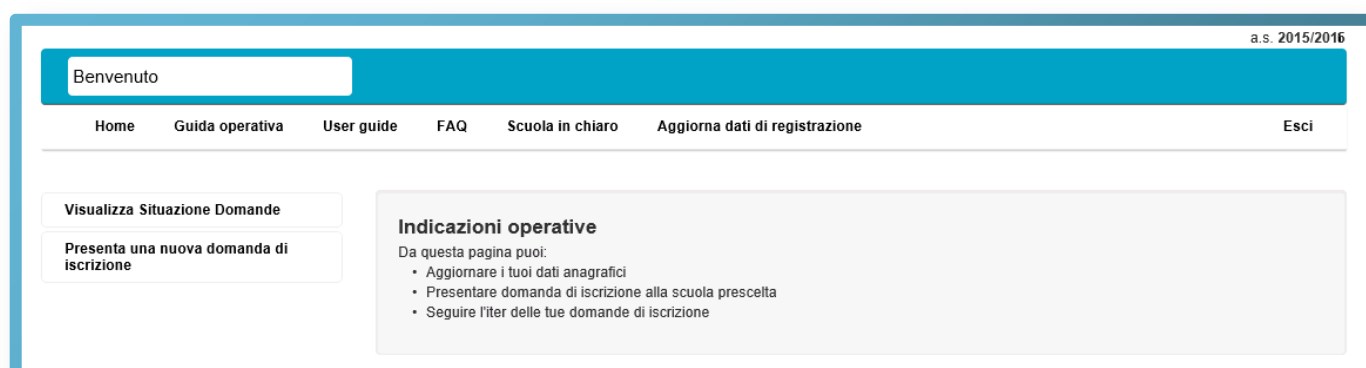 a.s. 2015/2016
Benvenuto
Home Guida operativa User guide FAQ Scuola in chiaro Aggiorna dati di registrazione Esci
Visualizza Situazione Domande
Presenta una nuova domanda di
iscrizione
Indicazioni operative
Da questa pagina puoi:
• Aggiornare i tuoi dati anagrafici
• Presentare domanda di iscrizione alla scuola prescelta
• Seguire l'iter delle tue domande di iscrizione